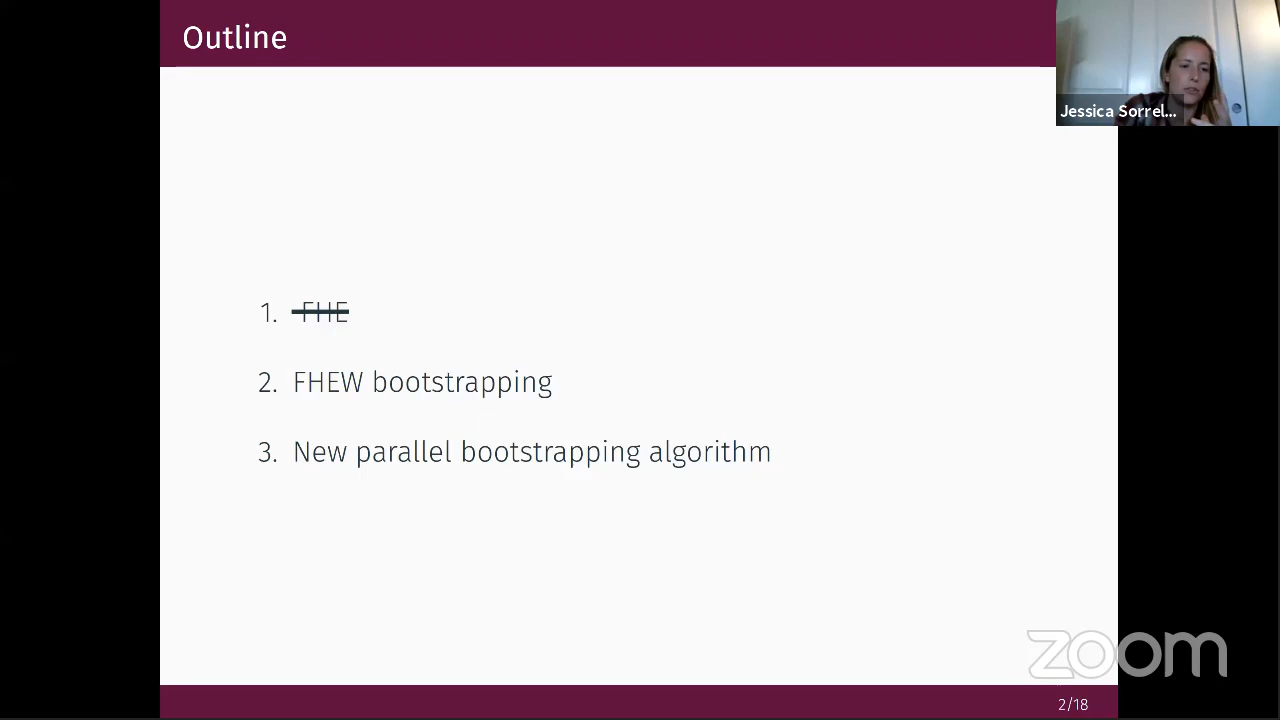 Outline
Jessica Sorrel...
1. FHE
2. FHEW bootstrapping
3. New parallel bootstrapping algorithm
zoom
2/18